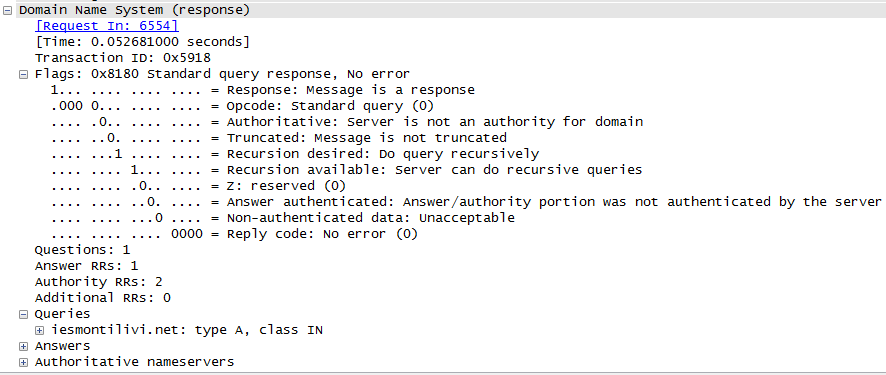 Domain Name System (response)
[Request In: 6554]
[Time: 0.052681000 seconds]
Transaction ID: 0x5918
Flags: 0x8180 Standard query response, No error
1... .... .... .... = Response: Message is a response
.000 0... .... .... = Opcode: Standard query (0)
.... .0.. .... .... = Authoritative: Server is not an authority for domain
.... ..0. .... .... = Truncated: Message is not truncated
.... ...1 .... .... = Recursion desired: Do query recursively
.... .... 1... .... = Recursion available: Server can do recursive queries
.... .... .0.. .... = Z: reserved (0)
.... .... ..0. .... = Answer authenticated: Answer/authority portion was not authenticated by the server
.... .... ...0 .... = Non-authenticated data: Unacceptable
.... .... .... 0000 = Reply code: No error (0)
Questions: 1
Answer RRs: 1
Authority RRs: 2
Additional RRs: 0
Queries
iesmontilivi.net: type A, class IN
Answers
Authoritative nameservers